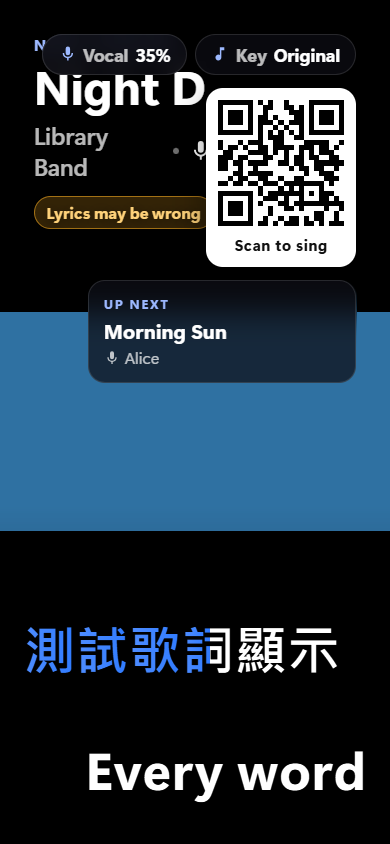 Vocal 35%
Key Original
Night D
Library
Band
Lyrics may be wrong
Scan to sing
UP NEXT
Morning Sun
Alice
測試歌詞顯示
Every word